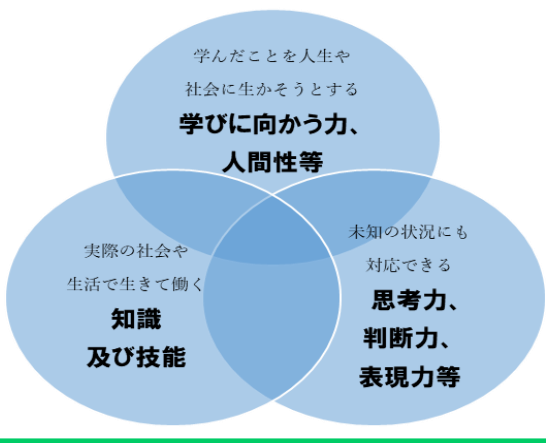 学んだことを人生や
社会に生かそうとする
学びに向かう力、
人間性等
実際の社会や
生活で生きて働く
知識
及び技能
未知の状況にも
対応できる
思考力、
判断力、
表現力等